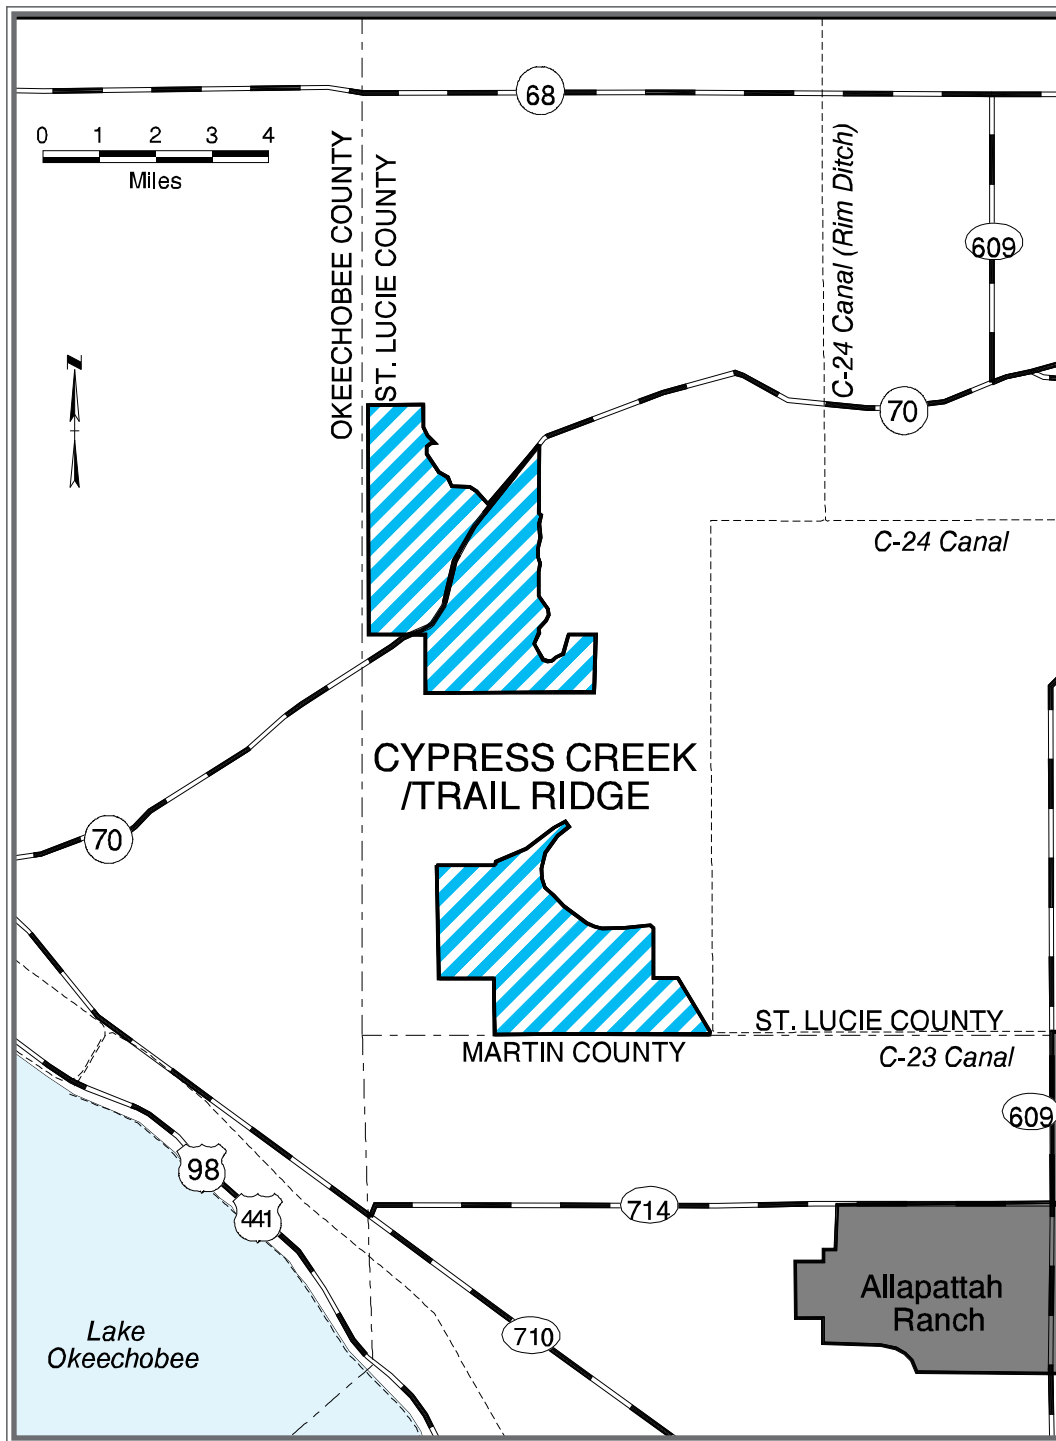 68
0 1 2 3 4
Miles
OKEECHOBEE COUNTY
ST. LUCIE COUNTY
C-24 Canal (Rim Ditch)
609
N
70
C-24 Canal
CYPRESS CREEK
/TRAIL RIDGE
70
ST. LUCIE COUNTY
MARTIN COUNTY
C-23 Canal
609
98
441
714
Allapattah
Ranch
710
Lake
Okeechobee